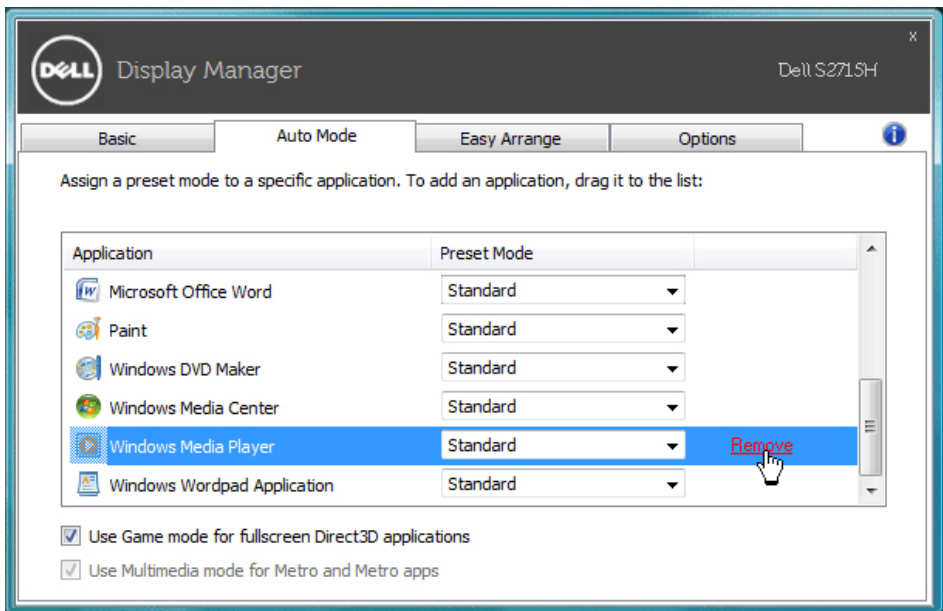 x
DELL Display Manager Dell S2715H
Basic Auto Mode Easy Arrange Options
Assign a preset mode to a specific application. To add an application, drag it to the list:
Application Preset Mode
Microsoft Office Word Standard
Paint Standard
Windows DVD Maker Standard
Windows Media Center Standard
Windows Media Player Standard Remove
Windows Wordpad Application Standard
Use Game mode for fullscreen Direct3D applications
Use Multimedia mode for Metro and Metro apps